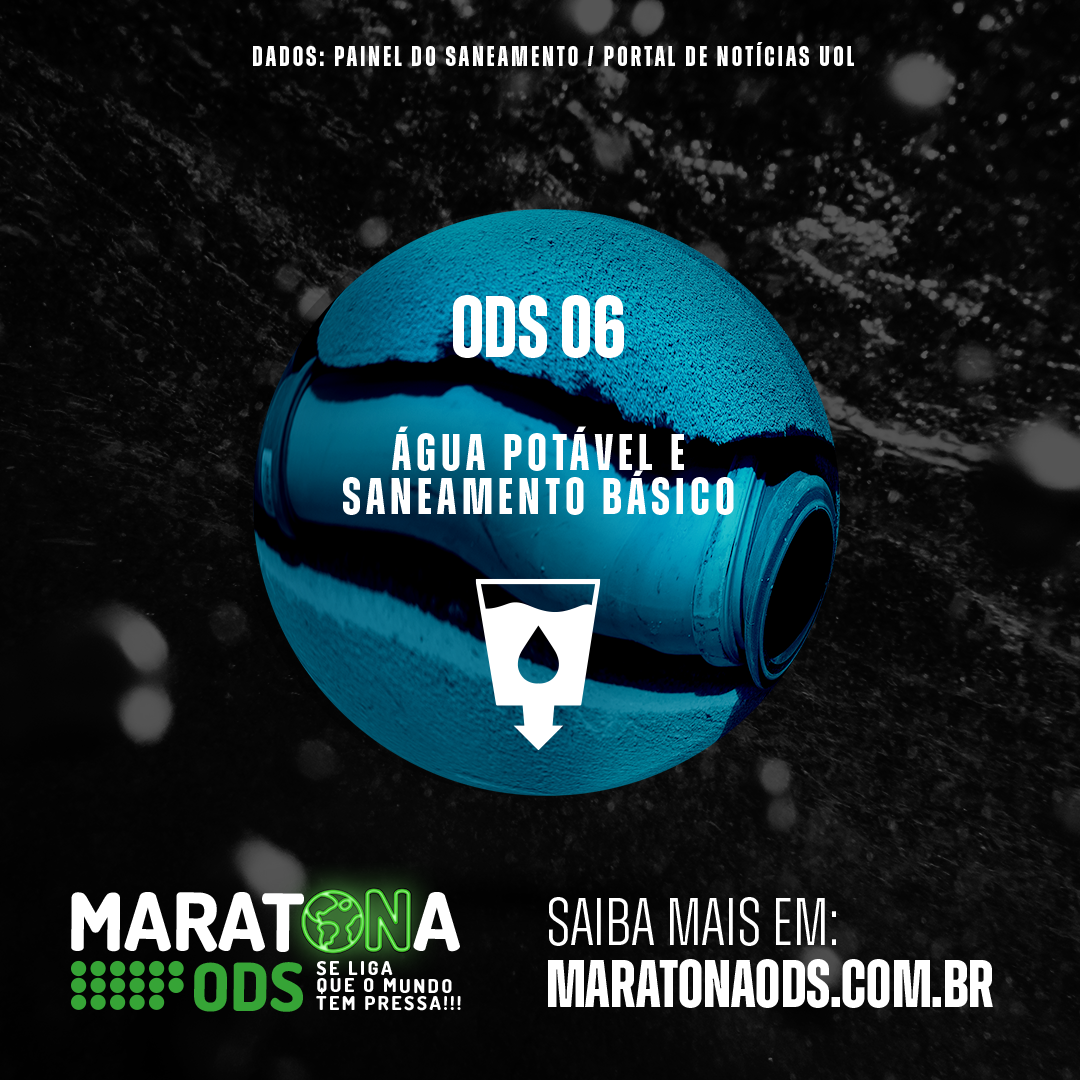 DADOS: PAINEL DO SANEAMENTO / PORTAL DE NOTÍCIAS UOL
ODS 06
ÁGUA POTÁVEL E
SANEAMENTO BÁSICO
MARATONA
ODS
SE LIGA
QUE O MUNDO
TEM PRESSA!!!
SAIBA MAIS EM:
MARATONAODS.COM.BR